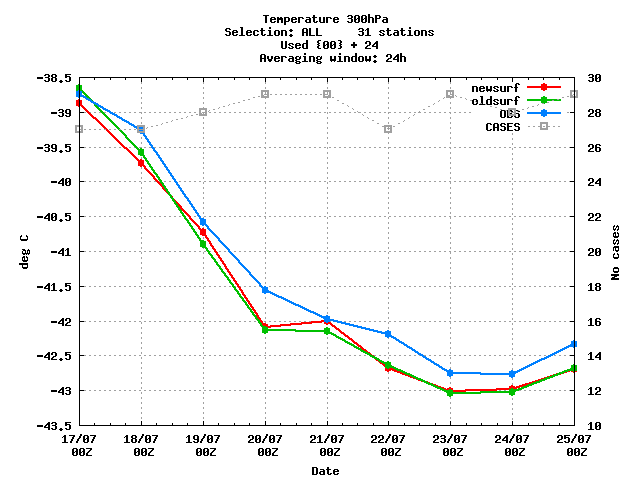 Temperature 300hPa
Selection: ALL 31 stations
Used {00} + 24
Averaging window: 24h
-38.5
-39
-39.5
-40
-40.5
-41
-41.5
-42
-42.5
-43
-43.5
deg C
newsurf
oldsurf
OBS
CASES
30
28
26
24
22
20
18
16
14
12
10
No cases
17/07 18/07 19/07 20/07 21/07 22/07 23/07 24/07 25/07
00Z 00Z 00Z 00Z 00Z 00Z 00Z 00Z 00Z
Date